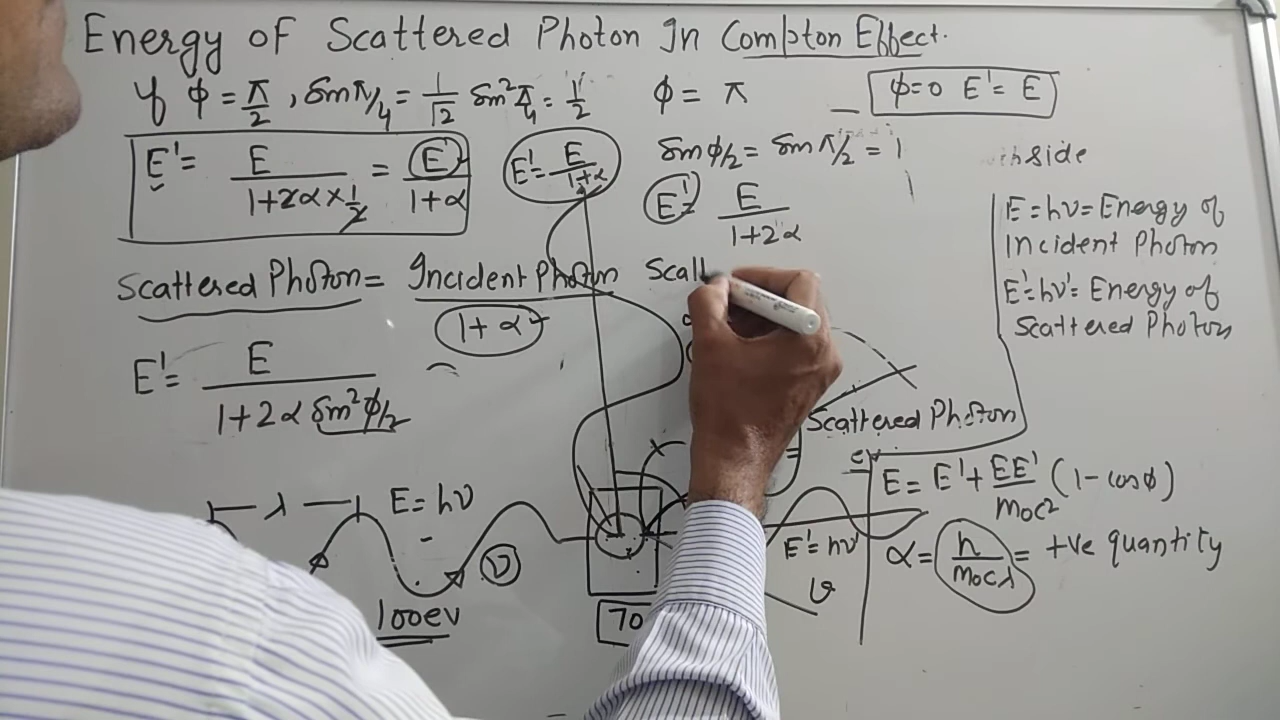 Energy of Scattered Photon In Compton Effect.
If φ = π/2 , Sin π/4 = 1/√2 Sin² π/4 = 1/2
E' = E / 1+2α×1/2 = E' / 1+α
E' = E / 1+α
φ = π
Sin φ/2 = Sin π/2 = 1
E' = E / 1+2α
φ=0 E' = E
side
E = hν = Energy of
Incident Photon
E' = hν' = Energy of
Scattered Photon
Scattered Photon = Incident Photon / 1+α
Scatt
E' = E / 1+2α Sin² φ/2
λ
E = hν
ν
100ev
70
Scattered Photon
E' = hν'
E = E' + EE' / m₀c² (1 - cosφ)
α = h / m₀cλ = +ve quantity